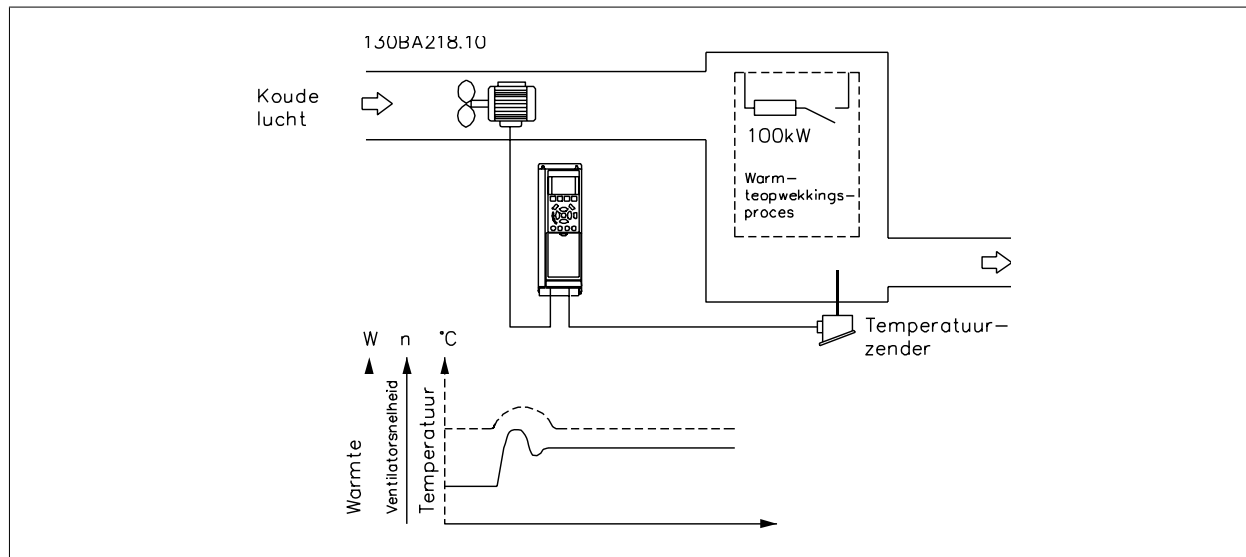 130BA218.10
Koude
lucht
100kW
Warm-
teopwekkings-
proces
Temperatuur-
zender
W n °C
Warmte
Ventilatorsnelheid
Temperatuur